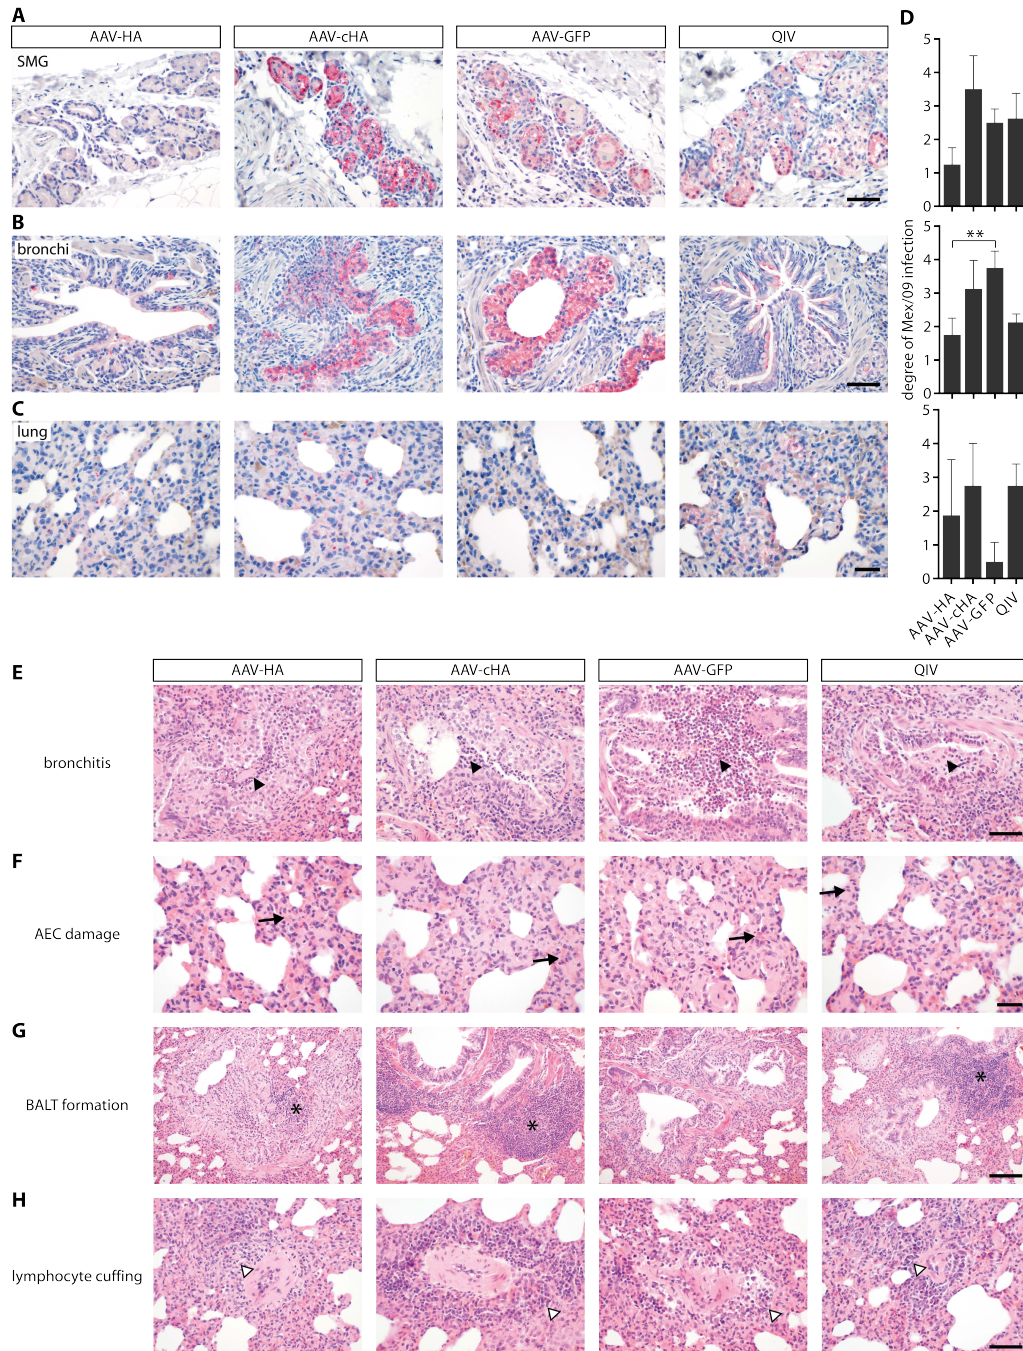 A
AAV-HA
AAV-cHA
AAV-GFP
QIV
SMG
B
bronchi
C
lung
D
5
4
3
2
1
0
5
4
3
2
1
0
**
5
4
3
2
1
0
degree of Mex/09 infection
AAV-HA
AAV-cHA
AAV-GFP
QIV
E
AAV-HA
AAV-cHA
AAV-GFP
QIV
bronchitis
F
AEC damage
G
BALT formation
*
*
*
H
lymphocyte cuffing